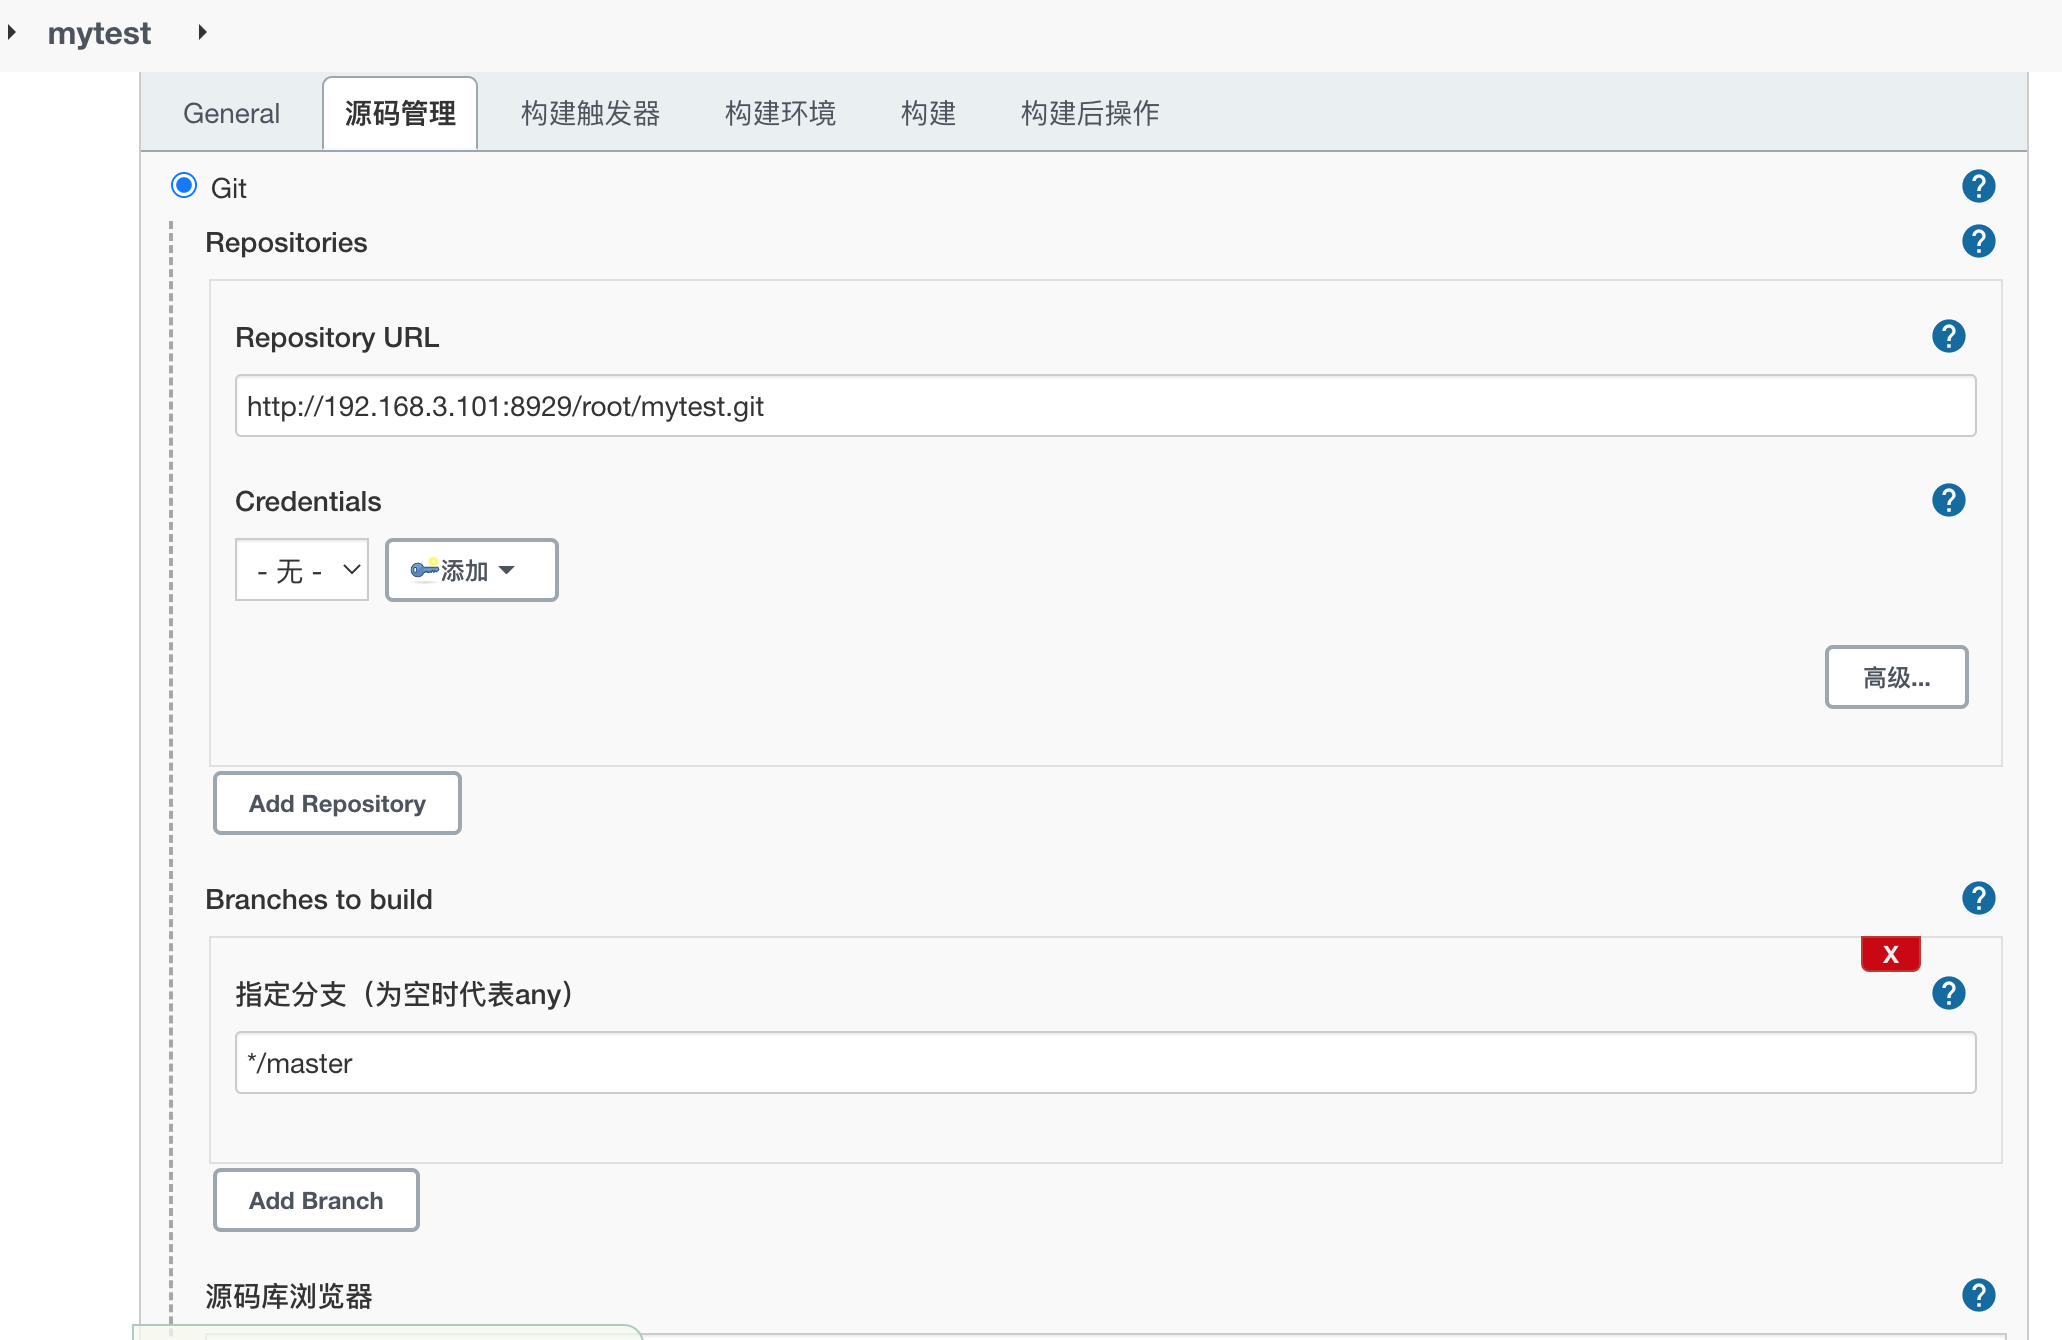 mytest
General 源码管理 构建触发器 构建环境 构建 构建后操作
Git
Repositories
Repository URL
http://192.168.3.101:8929/root/mytest.git
Credentials
- 无 - 添加
高级...
Add Repository
Branches to build
X
指定分支（为空时代表any）
*/master
Add Branch
源码库浏览器